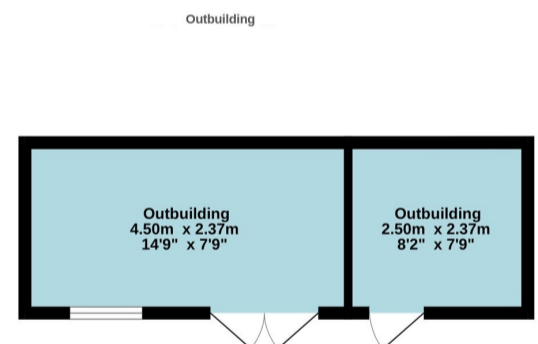 Outbuilding
Outbuilding
4.50m x 2.37m
14'9" x 7'9"
Outbuilding
2.50m x 2.37m
8'2" x 7'9"